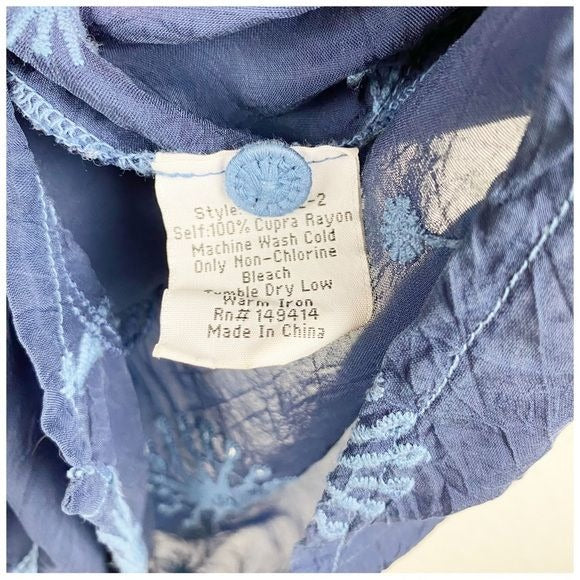 Style: -2
Self:100% Cupra Rayon
Machine Wash Cold
Only Non-Chlorine
Bleach
Tumble Dry Low
Warm Iron
Rn# 149414
Made In China